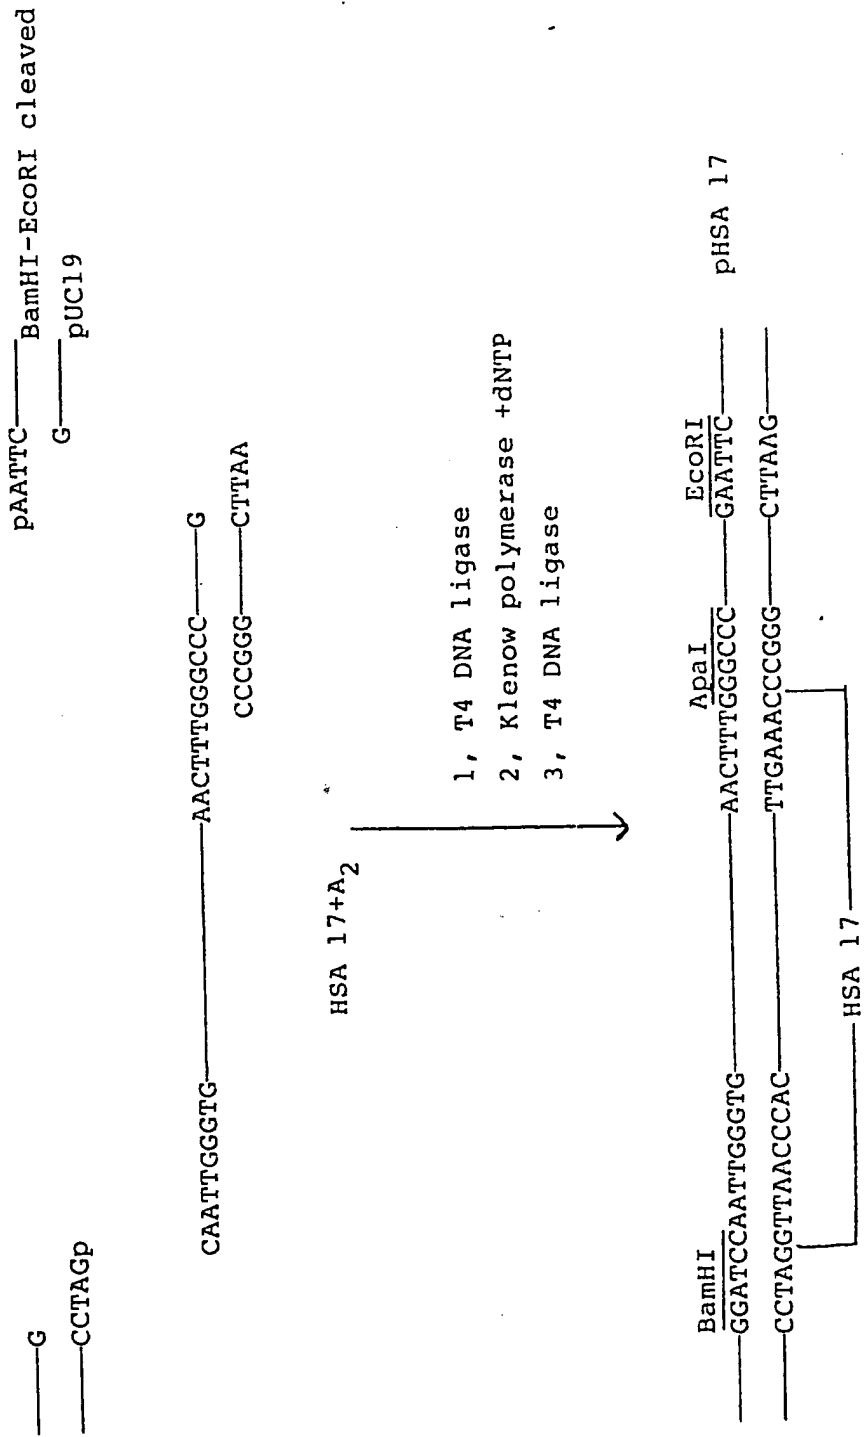 pAATTC
BamHI-EcoRI cleaved
G
G
pUC19
CCTAGp
CAATTGGGTG
AACTTTGGGCCC
G
CCCGGG
CTTAA
HSA 17+A2
1, T4 DNA ligase
2, Klenow polymerase +dNTP
3, T4 DNA ligase
BamHI
ApaI
EcoRI
GGATCCAATTGGGTG
AACTTTGGGCCC
GAATTC
pHSA 17
CCTAGGTTAACCCAC
TTGAAACCCGGG
CTTAAG
HSA 17